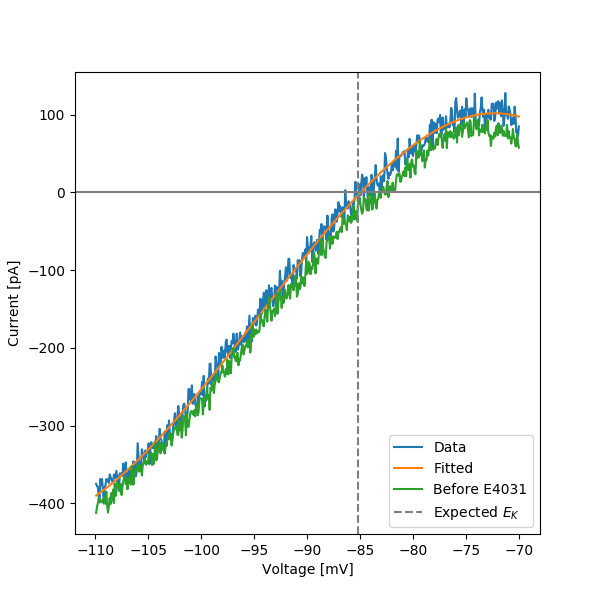 100
0
−100
−200
−300
−400
Current [pA]
−110
−105
−100
−95
−90
−85
−80
−75
−70
Voltage [mV]
Data
Fitted
Before E4031
Expected E_K